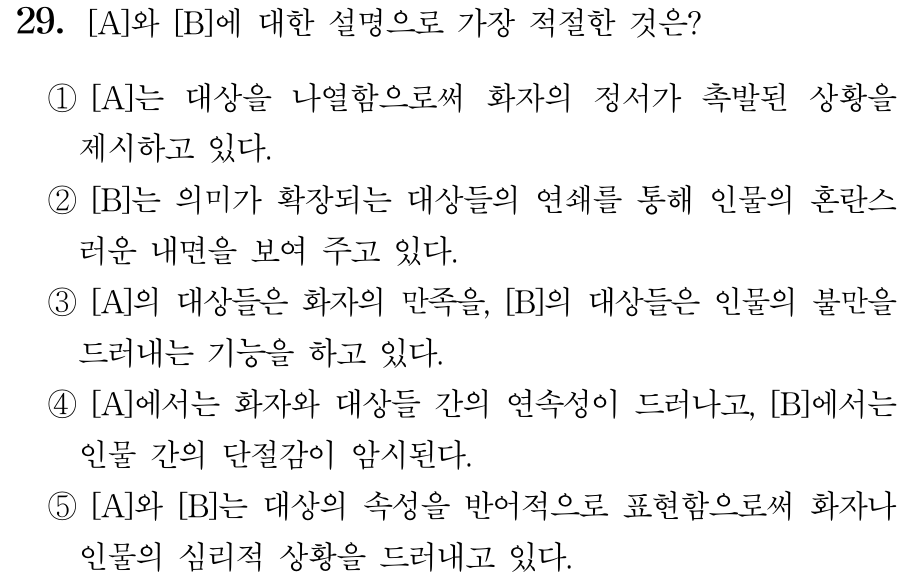 29. [A]와 [B]에 대한 설명으로 가장 적절한 것은?
① [A]는 대상을 나열함으로써 화자의 정서가 촉발된 상황을
제시하고 있다.
② [B]는 의미가 확장되는 대상들의 연쇄를 통해 인물의 혼란스
러운 내면을 보여 주고 있다.
③ [A]의 대상들은 화자의 만족을, [B]의 대상들은 인물의 불만을
드러내는 기능을 하고 있다.
④ [A]에서는 화자와 대상들 간의 연속성이 드러나고, [B]에서는
인물 간의 단절감이 암시된다.
⑤ [A]와 [B]는 대상의 속성을 반어적으로 표현함으로써 화자나
인물의 심리적 상황을 드러내고 있다.